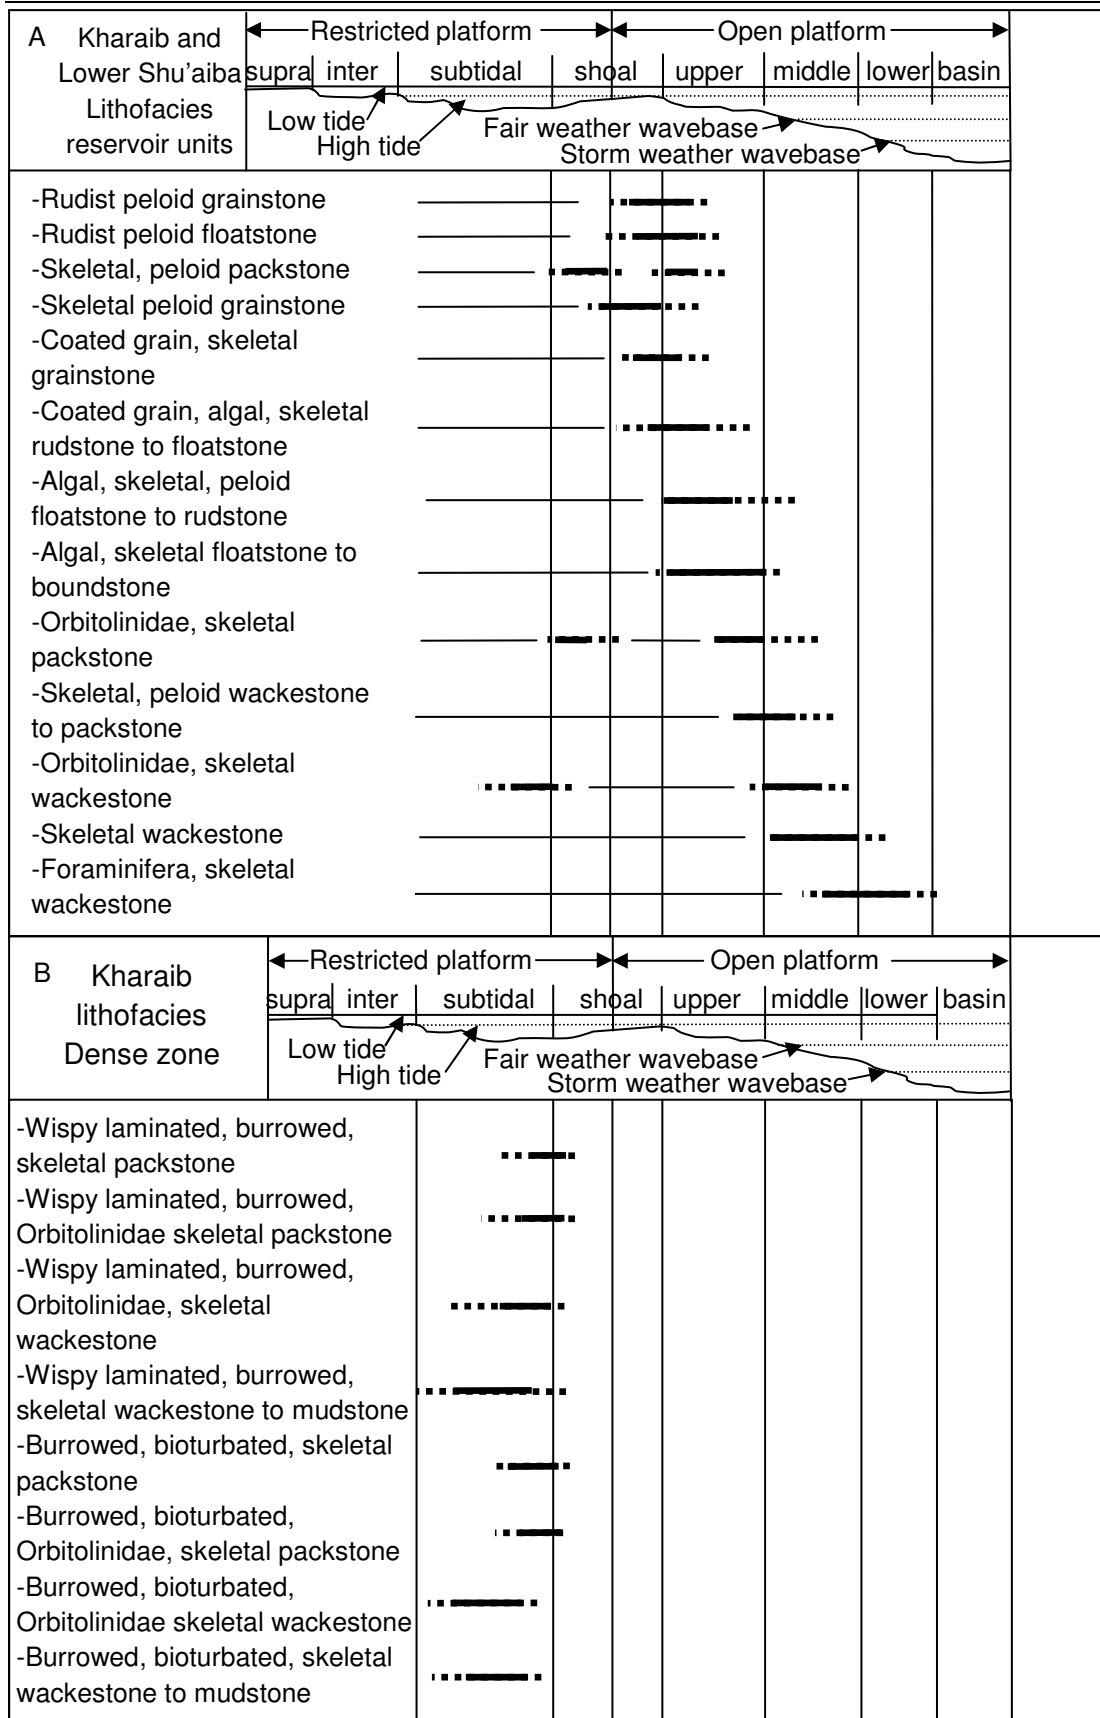 A Kharaib and
Lower Shu'aiba
Lithofacies
reservoir units
Restricted platform
Open platform
supra inter subtidal shoal upper middle lower basin
Low tide
High tide
Fair weather wavebase
Storm weather wavebase
-Rudist peloid grainstone
-Rudist peloid floatstone
-Skeletal, peloid packstone
-Skeletal peloid grainstone
-Coated grain, skeletal
grainstone
-Coated grain, algal, skeletal
rudstone to floatstone
-Algal, skeletal, peloid
floatstone to rudstone
-Algal, skeletal floatstone to
boundstone
-Orbitolinidae, skeletal
packstone
-Skeletal, peloid wackestone
to packstone
-Orbitolinidae, skeletal
wackestone
-Skeletal wackestone
-Foraminifera, skeletal
wackestone
B Kharaib
lithofacies
Dense zone
Restricted platform
Open platform
supra inter subtidal shoal upper middle lower basin
Low tide
High tide
Fair weather wavebase
Storm weather wavebase
-Wispy laminated, burrowed,
skeletal packstone
-Wispy laminated, burrowed,
Orbitolinidae skeletal packstone
-Wispy laminated, burrowed,
Orbitolinidae, skeletal
wackestone
-Wispy laminated, burrowed,
skeletal wackestone to mudstone
-Burrowed, bioturbated, skeletal
packstone
-Burrowed, bioturbated,
Orbitolinidae, skeletal packstone
-Burrowed, bioturbated,
Orbitolinidae skeletal wackestone
-Burrowed, bioturbated, skeletal
wackestone to mudstone